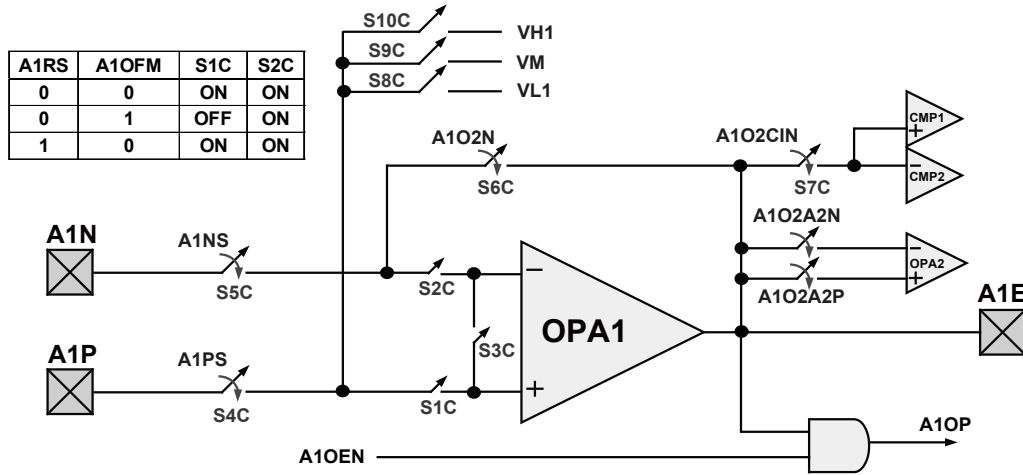 S10C
VH1
S9C
VM
S8C
VL1
A1RS A1OFM S1C S2C
0 0 ON ON
0 1 OFF ON
1 0 ON ON
A1O2N
S6C
A1O2CIN
S7C
CMP1
+
−
CMP2
A1N
A1NS
S5C
S2C
−
A1O2A2N
−
OPA2
+
A1O2A2P
A1E
OPA1
S3C
A1P
A1PS
S4C
S1C
+
A1OEN
A1OP